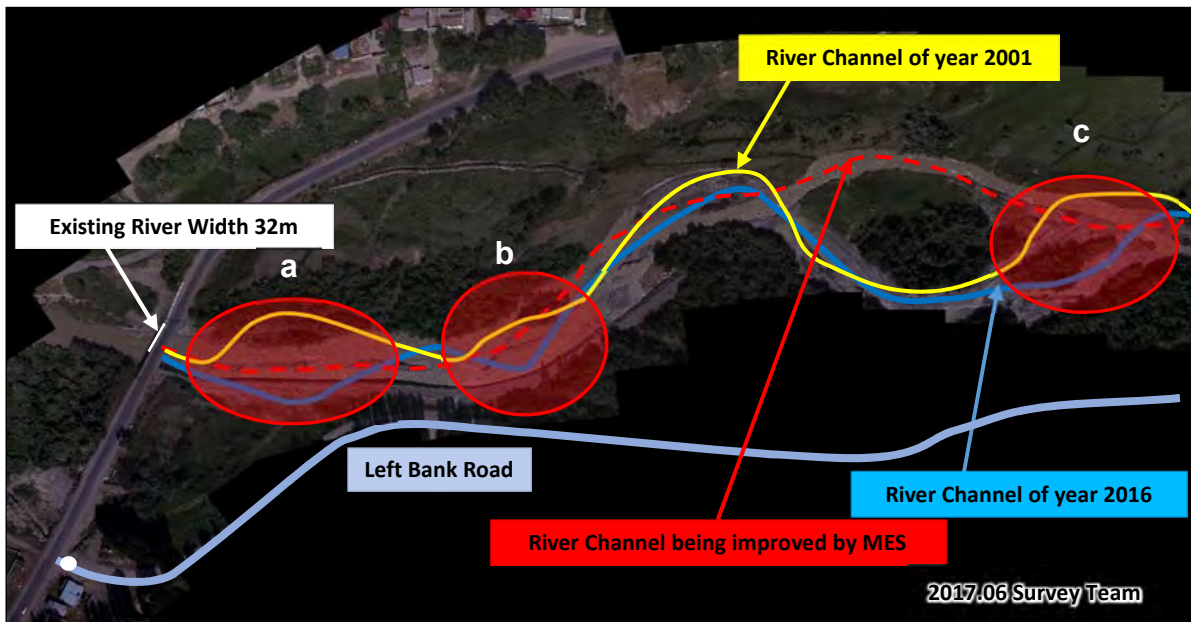 River Channel of year 2001
c
Existing River Width 32m
a
b
Left Bank Road
River Channel of year 2016
River Channel being improved by MES
2017.06 Survey Team